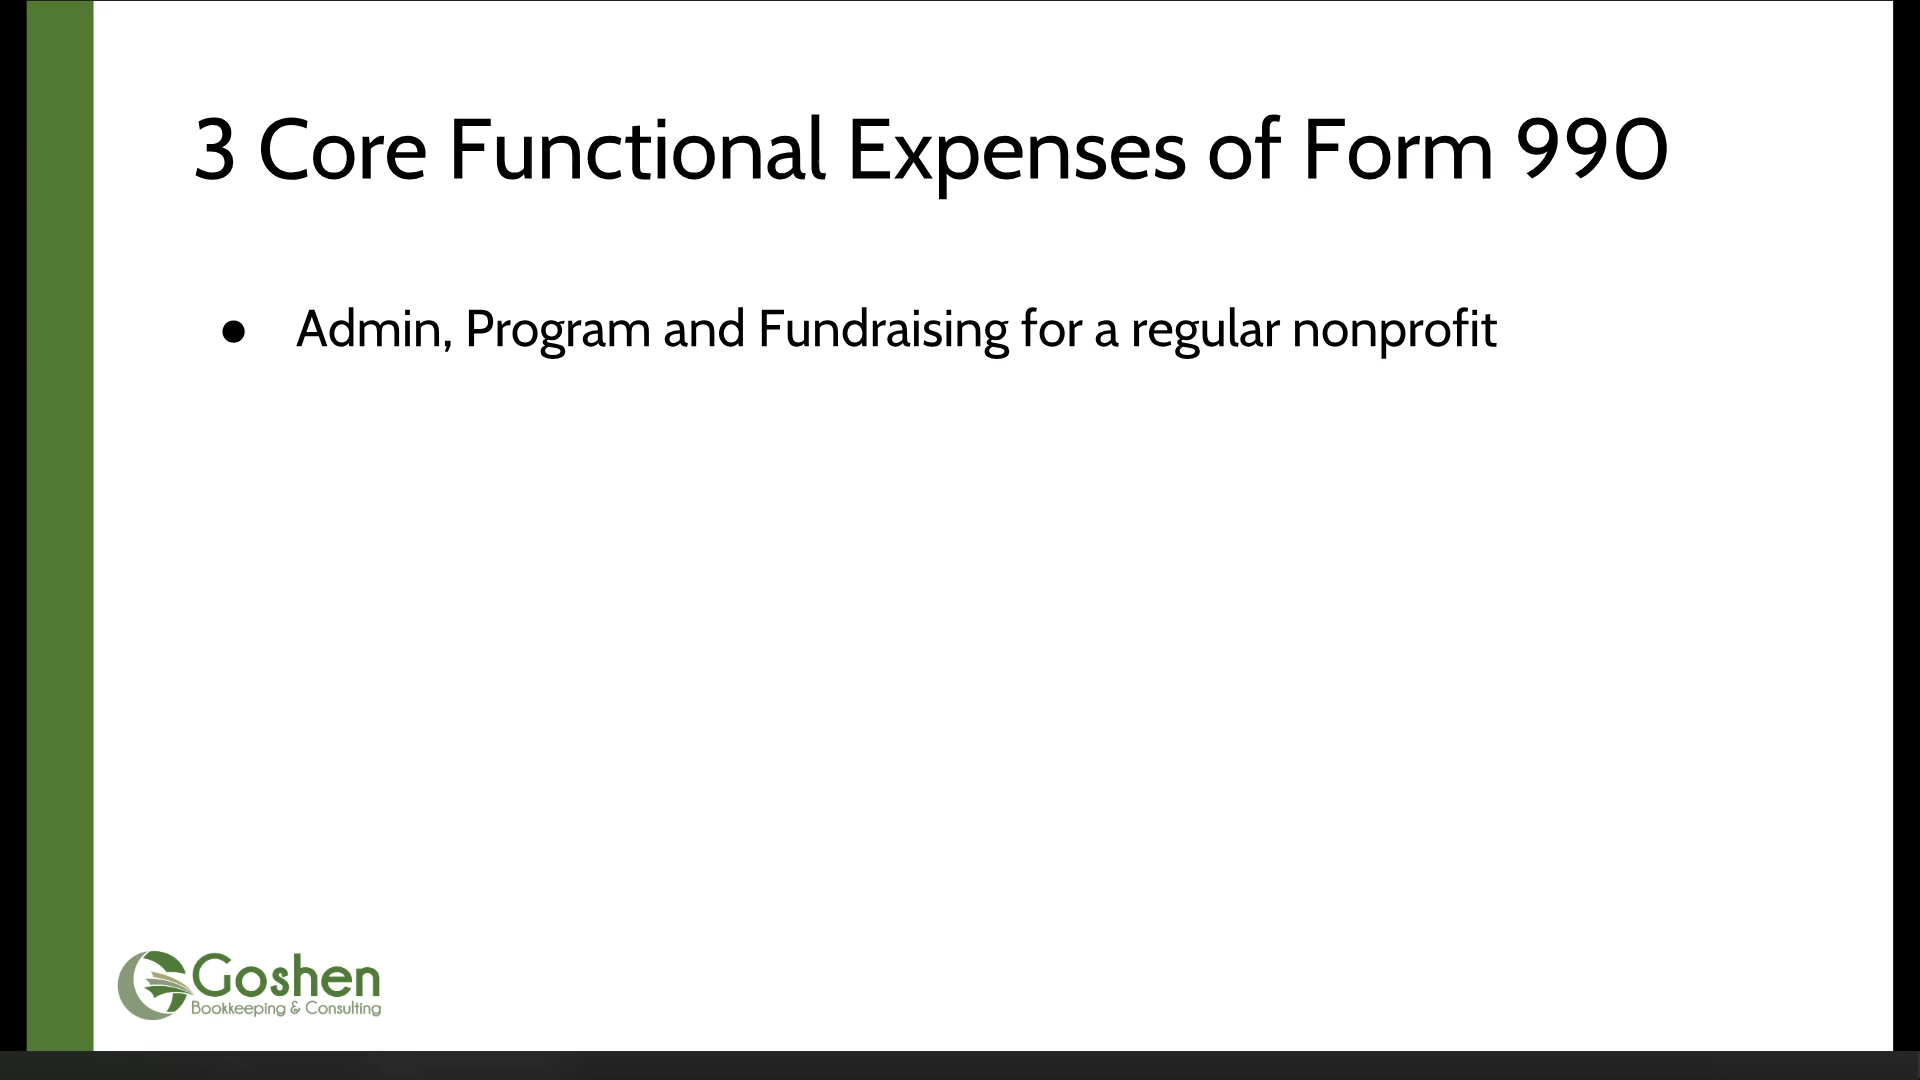 3 Core Functional Expenses of Form 990
● Admin, Program and Fundraising for a regular nonprofit
Goshen
Bookkeeping & Consulting